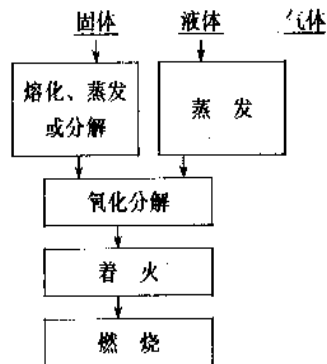 固体 液体 气体
熔化、蒸发
或分解
蒸 发
氧化分解
着 火
燃 烧